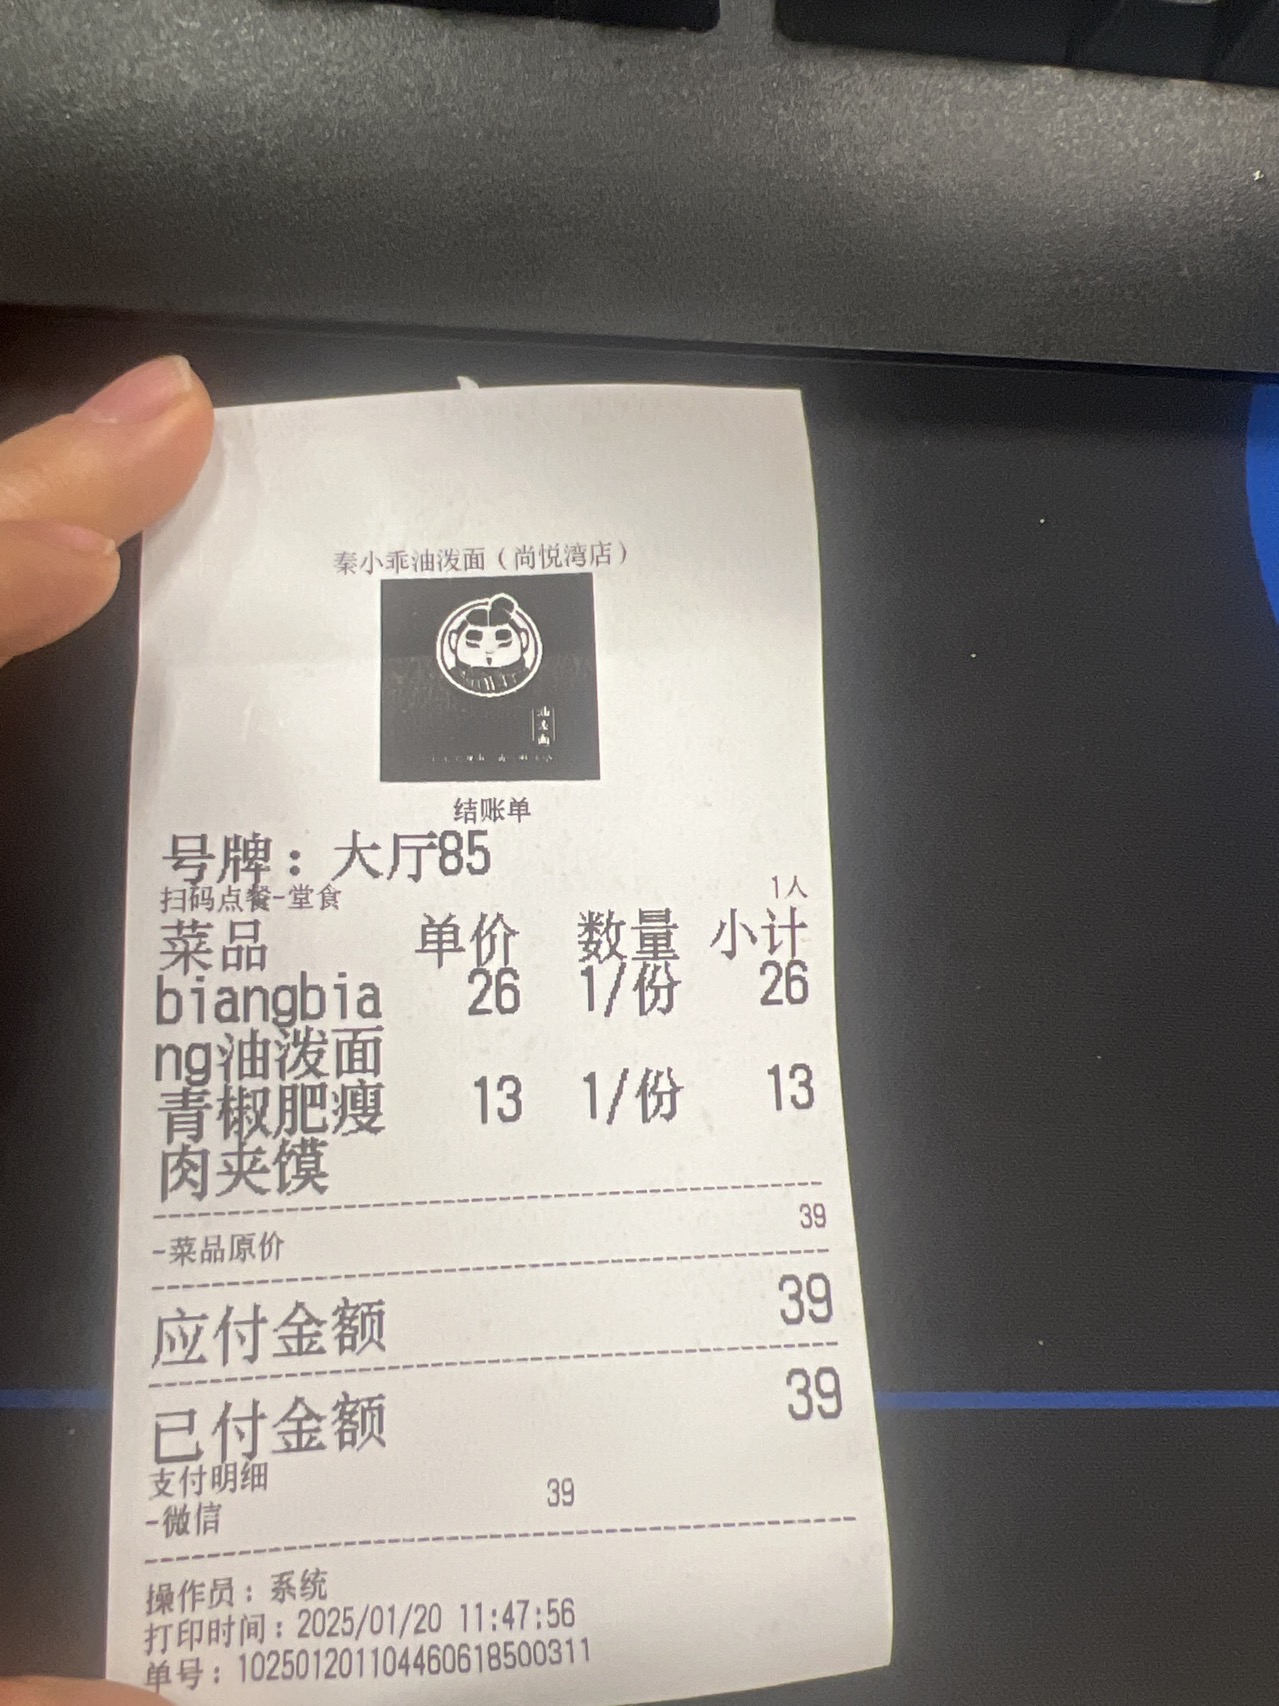 秦小乖油泼面（尚悦湾店）
油泼面
结账单
号牌：大厅85
扫码点餐-堂食 1人
菜品 单价 数量 小计
biangbia 26 1/份 26
ng油泼面
青椒肥瘦 13 1/份 13
肉夹馍
-菜品原价 39
应付金额 39
已付金额 39
支付明细
-微信 39
操作员：系统
打印时间：2025/01/20 11:47:56
单号：102501201104460618500311